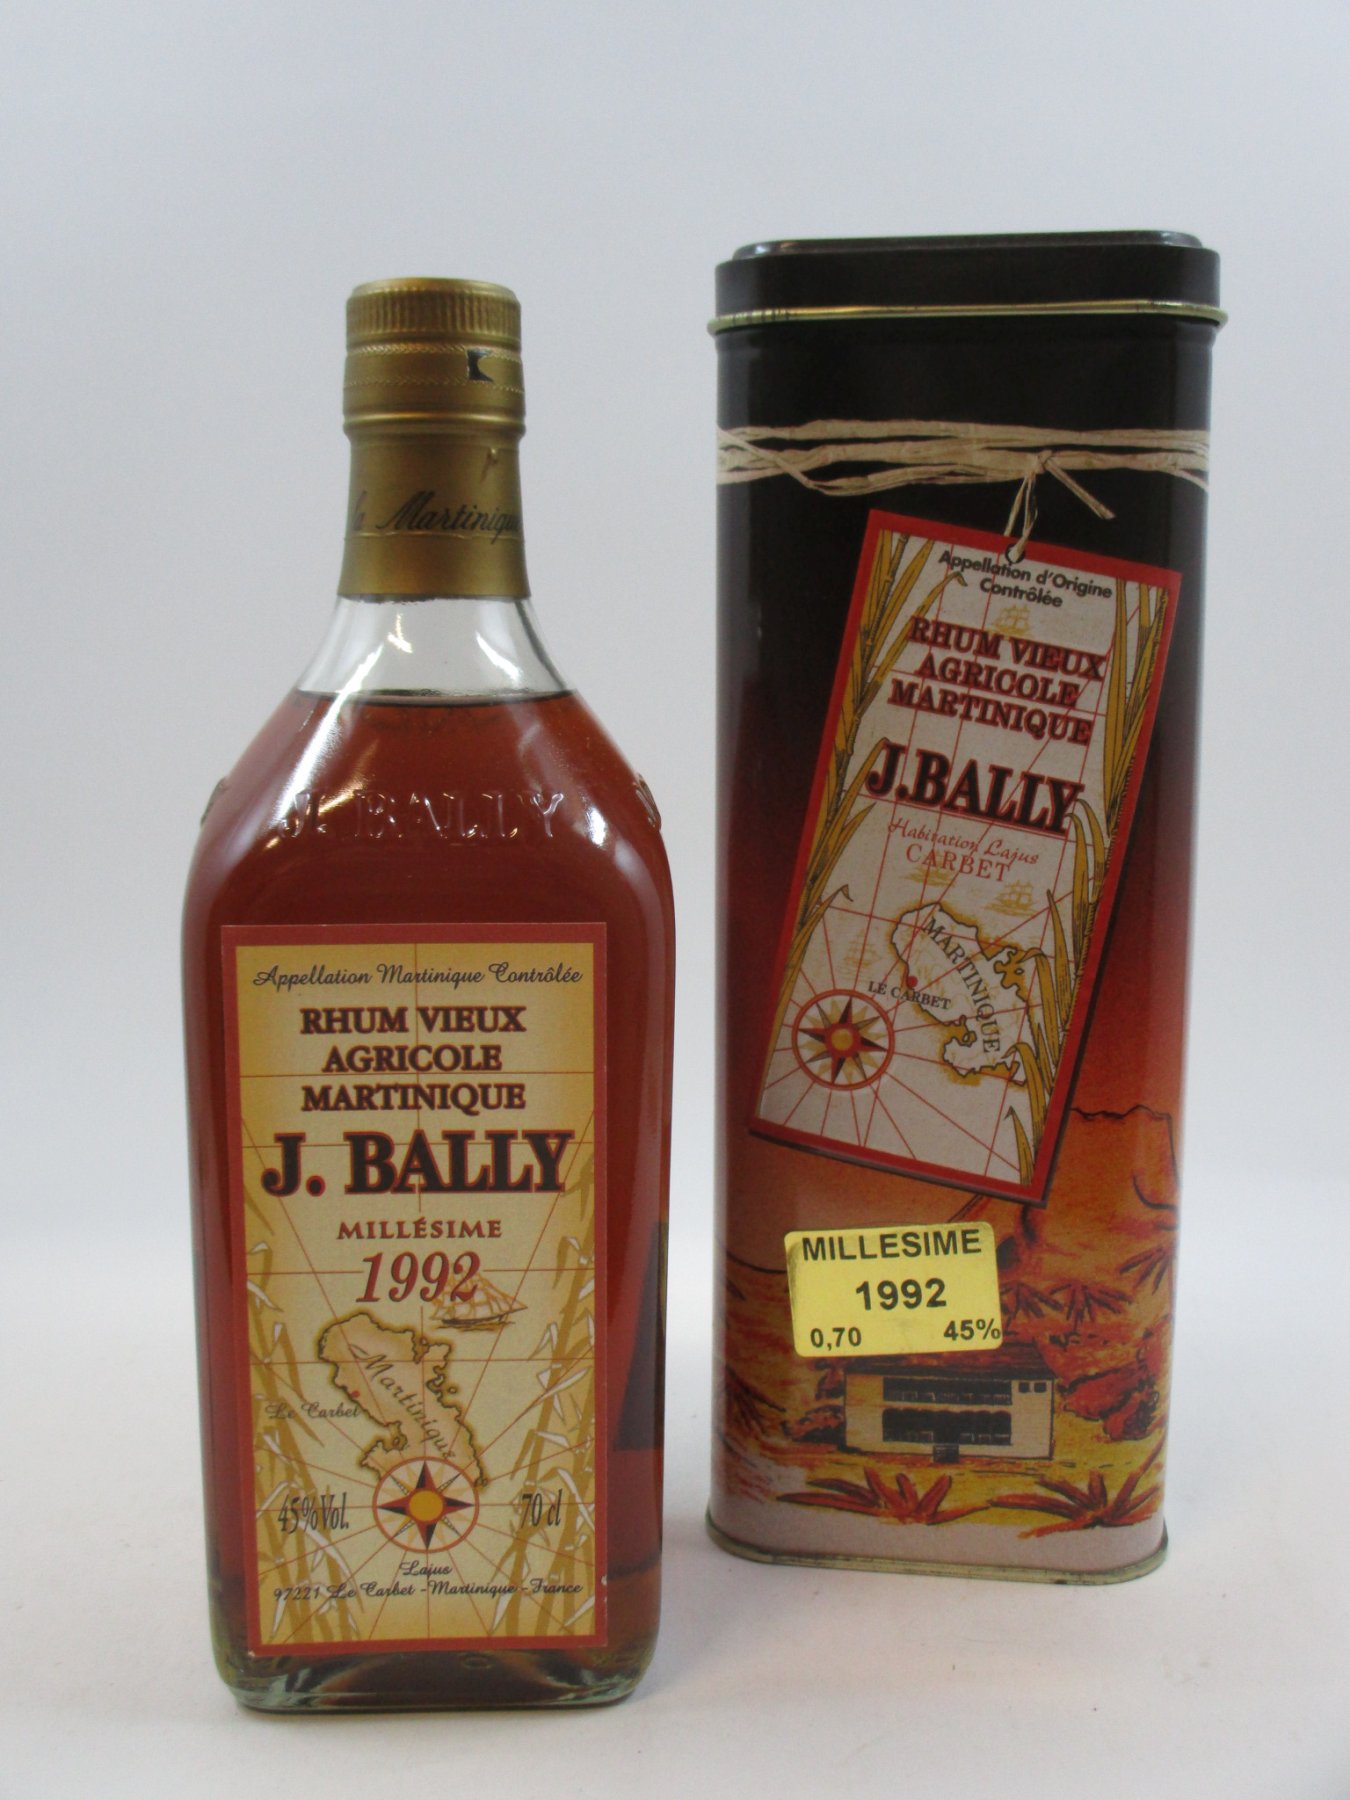 la Martinique
J. BALLY
Appellation Martinique Contrôlée
RHUM VIEUX
AGRICOLE
MARTINIQUE
J. BALLY
MILLÉSIME
1992
Martinique
Le Carbet
45% Vol.
70 cl
Lajus
97221 Le Carbet - Martinique - France
Appellation d'Origine
Contrôlée
RHUM VIEUX
AGRICOLE
MARTINIQUE
J.BALLY
Habitation Lajus
CARBET
MARTINIQUE
LE CARBET
MILLESIME
1992
0,70 45%